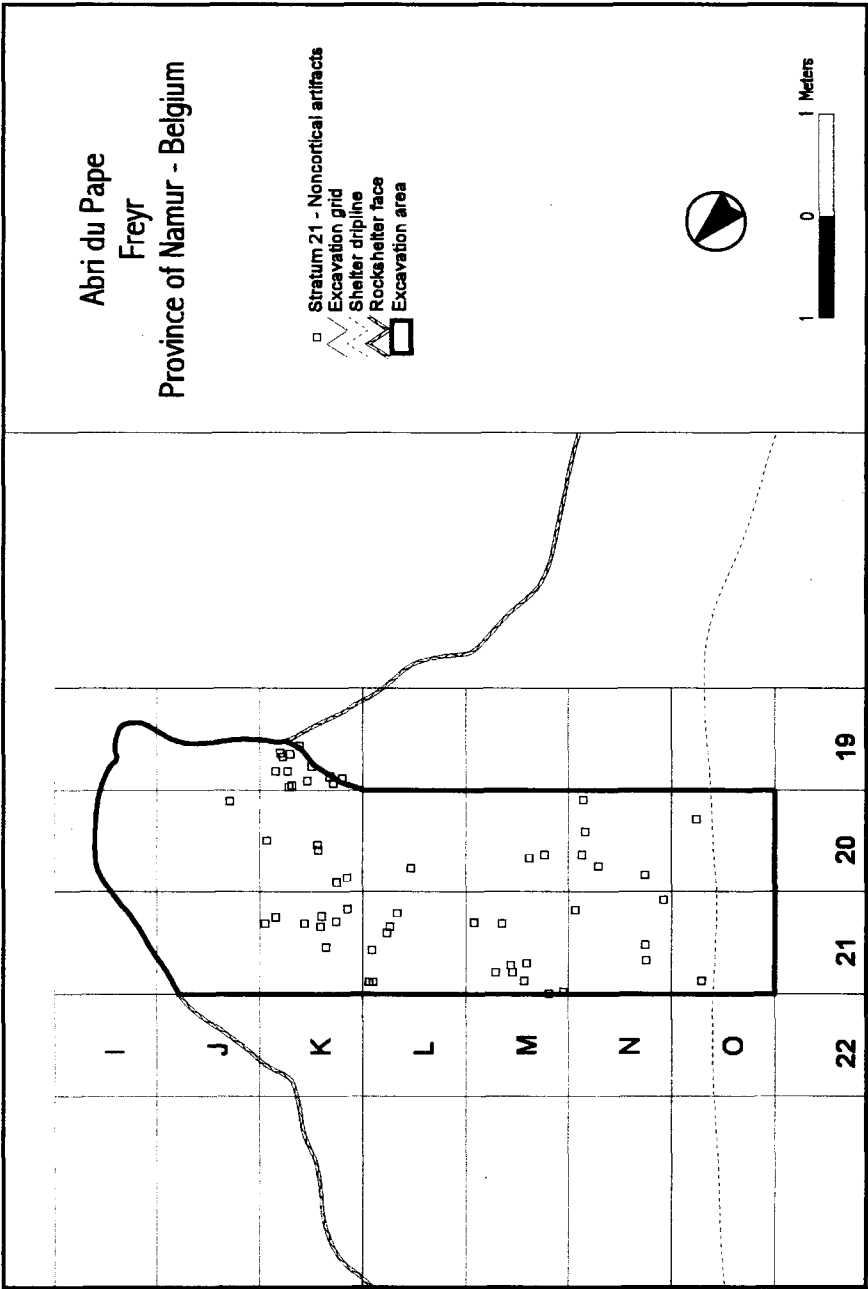 Abri du Pape
Freyr
Province of Namur - Belgium
Stratum 21 - Noncortical artifacts
Excavation grid
Shelter dripline
Rockshelter face
Excavation area
1 0 1 Meters
I
J
K
L
M
N
O
22 21 20 19